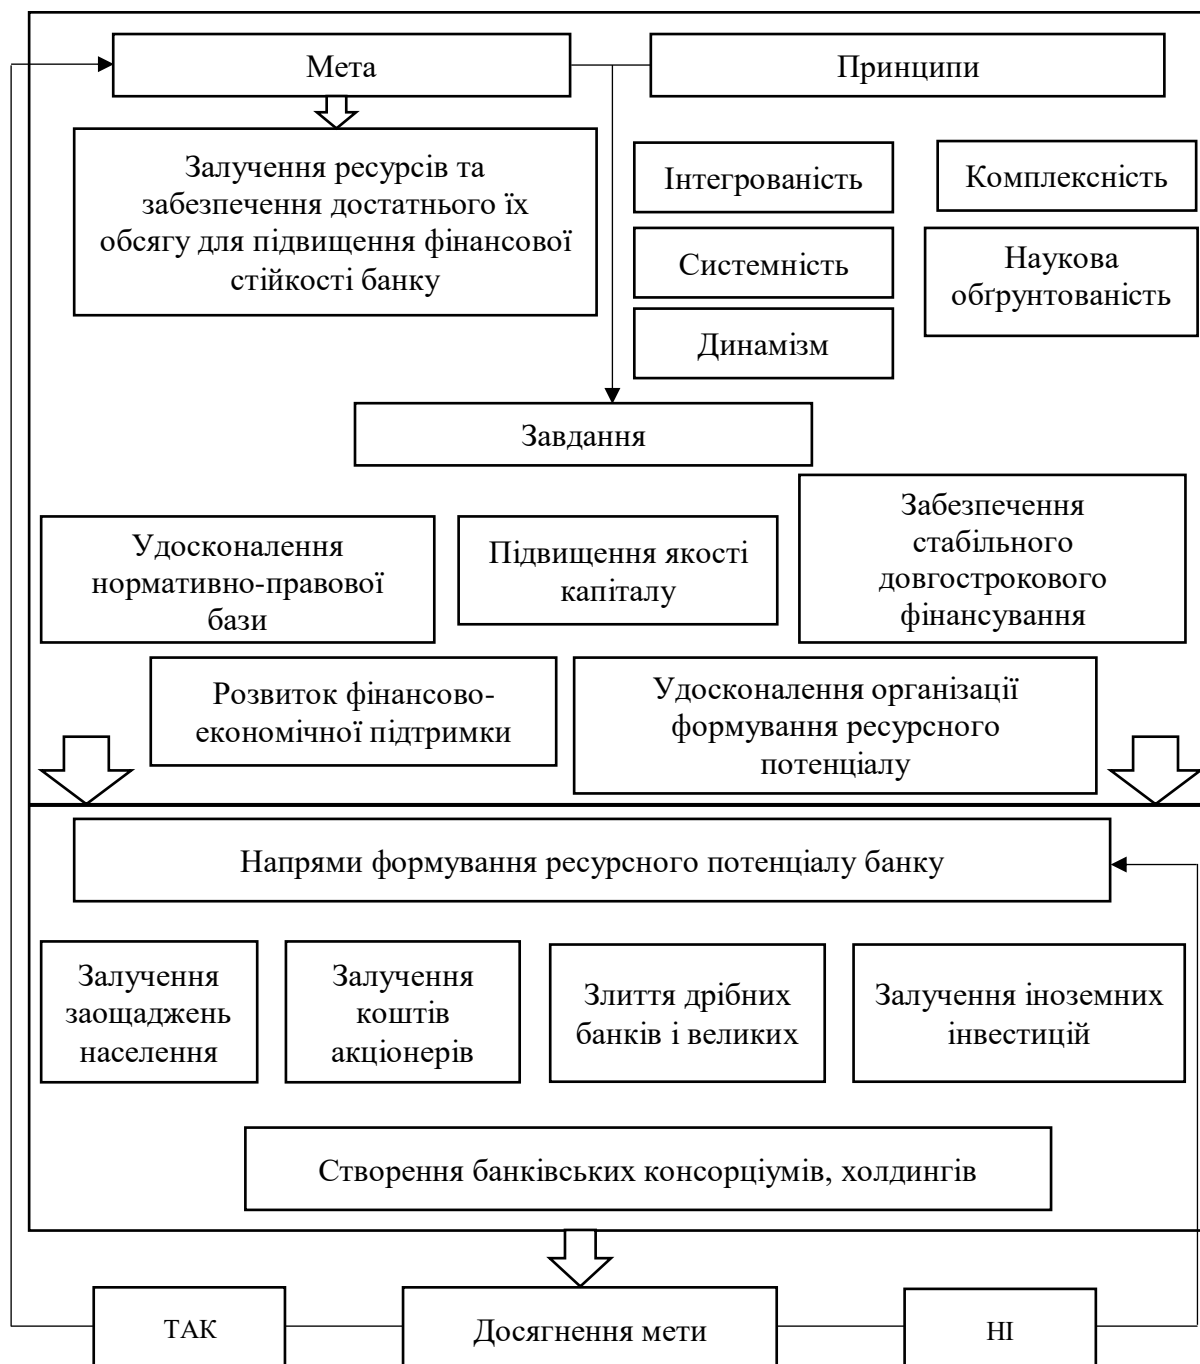 Мета
Принципи
Залучення ресурсів та
забезпечення достатнього їх
обсягу для підвищення фінансової
стійкості банку
Інтегрованість
Комплексність
Системність
Наукова
обґрунтованість
Динамізм
Завдання
Удосконалення
нормативно-правової
бази
Підвищення якості
капіталу
Забезпечення
стабільного
довгострокового
фінансування
Розвиток фінансово-
економічної підтримки
Удосконалення організації
формування ресурсного
потенціалу
Напрями формування ресурсного потенціалу банку
Залучення
заощаджень
населення
Залучення
коштів
акціонерів
Злиття дрібних
банків і великих
Залучення іноземних
інвестицій
Створення банківських консорціумів, холдингів
ТАК
Досягнення мети
НІ